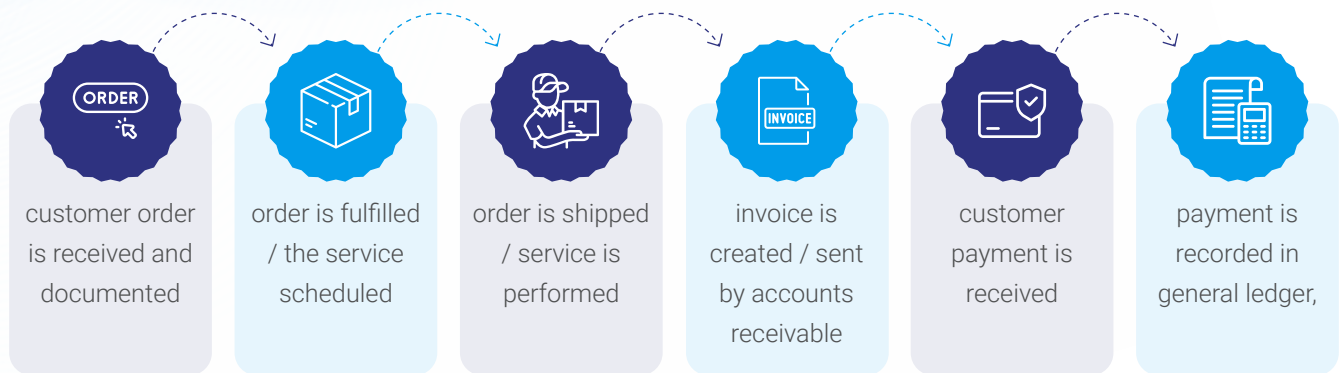 ORDER
customer order
is received and
documented
order is fulfilled
/ the service
scheduled
order is shipped
/ service is
performed
INVOICE
invoice is
created / sent
by accounts
receivable
customer
payment is
received
payment is
recorded in
general ledger,